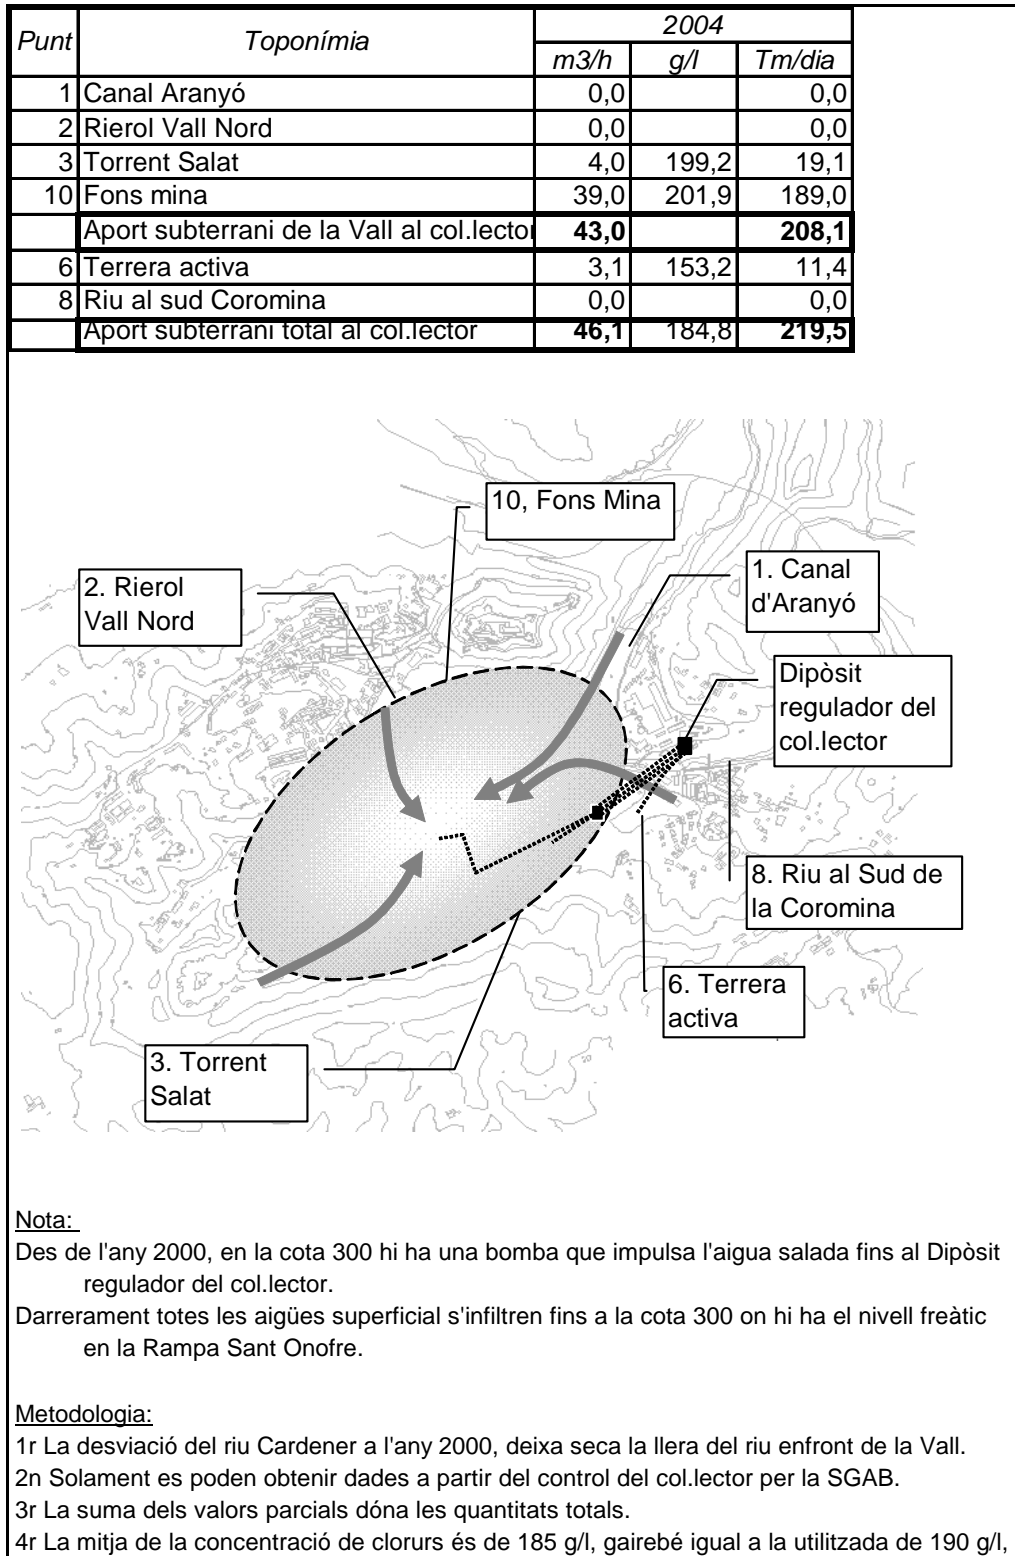 Punt Toponímia 2004
m3/h g/l Tm/dia
1 Canal Aranyó 0,0 0,0
2 Rierol Vall Nord 0,0 0,0
3 Torrent Salat 4,0 199,2 19,1
10 Fons mina 39,0 201,9 189,0
Aport subterrani de la Vall al col.lector 43,0 208,1
6 Terrera activa 3,1 153,2 11,4
8 Riu al sud Coromina 0,0 0,0
Aport subterrani total al col.lector 46,1 184,8 219,5
10, Fons Mina
1. Canal
d'Aranyó
2. Rierol
Vall Nord
Dipòsit
regulador del
col.lector
8. Riu al Sud de
la Coromina
6. Terrera
activa
3. Torrent
Salat
Nota:
Des de l'any 2000, en la cota 300 hi ha una bomba que impulsa l'aigua salada fins al Dipòsit
regulador del col.lector.
Darrerament totes les aigües superficial s'infiltren fins a la cota 300 on hi ha el nivell freàtic
en la Rampa Sant Onofre.
Metodologia:
1r La desviació del riu Cardener a l'any 2000, deixa seca la llera del riu enfront de la Vall.
2n Solament es poden obtenir dades a partir del control del col.lector per la SGAB.
3r La suma dels valors parcials dóna les quantitats totals.
4r La mitja de la concentració de clorurs és de 185 g/l, gairebé igual a la utilitzada de 190 g/l,